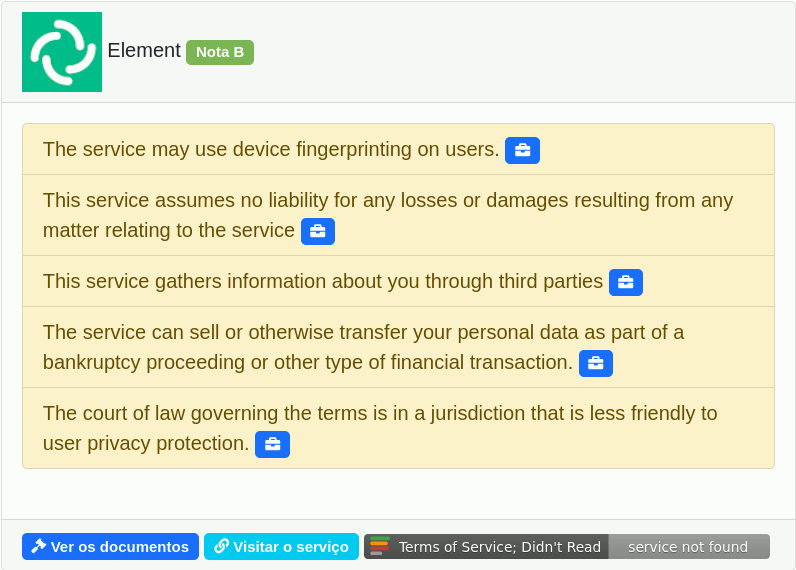 Element Nota B
The service may use device fingerprinting on users.
This service assumes no liability for any losses or damages resulting from any
matter relating to the service
This service gathers information about you through third parties
The service can sell or otherwise transfer your personal data as part of a
bankruptcy proceeding or other type of financial transaction.
The court of law governing the terms is in a jurisdiction that is less friendly to
user privacy protection.
Ver os documentos Visitar o serviço Terms of Service; Didn't Read service not found